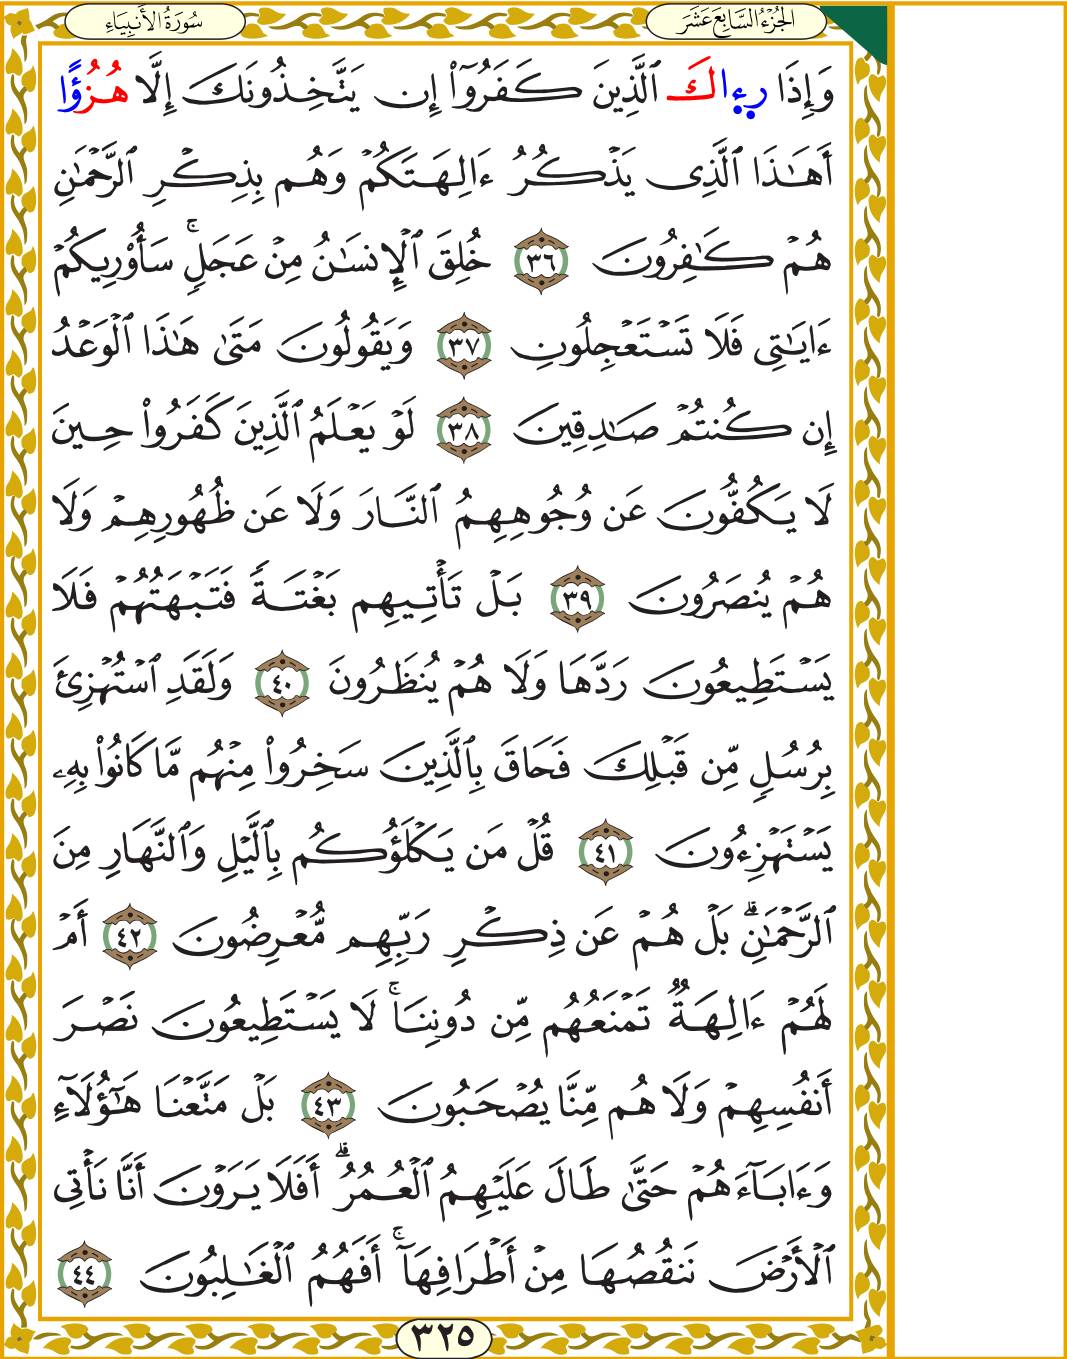 سُورَةُ الأَنبِيَاءِ
الجُزْءُ السَّابِعَ عَشَرَ
وَإِذَا رِءاكَ ٱلَّذِينَ كَفَرُوٓاْ إِن يَتَّخِذُونَكَ إِلَّا هُزُؤًا
أَهَٰذَا ٱلَّذِى يَذۡكُرُ ءَالِهَتَكُمۡ وَهُم بِذِكۡرِ ٱلرَّحۡمَٰنِ
هُمۡ كَٰفِرُونَ ٣٦ خُلِقَ ٱلۡإِنسَٰنُ مِنۡ عَجَلٖۚ سَأُوْرِيكُمۡ
ءَايَٰتِى فَلَا تَسۡتَعۡجِلُونِ ٣٧ وَيَقُولُونَ مَتَىٰ هَٰذَا ٱلۡوَعۡدُ
إِن كُنتُمۡ صَٰدِقِينَ ٣٨ لَوۡ يَعۡلَمُ ٱلَّذِينَ كَفَرُواْ حِينَ
لَا يَكُفُّونَ عَن وُجُوهِهِمُ ٱلنَّارَ وَلَا عَن ظُهُورِهِمۡ وَلَا
هُمۡ يُنصَرُونَ ٣٩ بَلۡ تَأۡتِيهِم بَغۡتَةٗ فَتَبۡهَتُهُمۡ فَلَا
يَسۡتَطِيعُونَ رَدَّهَا وَلَا هُمۡ يُنظَرُونَ ٤٠ وَلَقَدِ ٱسۡتُهۡزِئَ
بِرُسُلٖ مِّن قَبۡلِكَ فَحَاقَ بِٱلَّذِينَ سَخِرُواْ مِنۡهُم مَّا كَانُواْ بِهِۦ
يَسۡتَهۡزِءُونَ ٤١ قُلۡ مَن يَكۡلَؤُكُم بِٱلَّيۡلِ وَٱلنَّهَارِ مِنَ
ٱلرَّحۡمَٰنِۗ بَلۡ هُمۡ عَن ذِكۡرِ رَبِّهِم مُّعۡرِضُونَ ٤٢ أَمۡ
لَهُمۡ ءَالِهَةٞ تَمۡنَعُهُم مِّن دُونِنَاۚ لَا يَسۡتَطِيعُونَ نَصۡرَ
أَنفُسِهِمۡ وَلَا هُم مِّنَّا يُصۡحَبُونَ ٤٣ بَلۡ مَتَّعۡنَا هَٰٓؤُلَآءِ
وَءَابَآءَهُمۡ حَتَّىٰ طَالَ عَلَيۡهِمُ ٱلۡعُمُرُۗ أَفَلَا يَرَوۡنَ أَنَّا نَأۡتِى
ٱلۡأَرۡضَ نَنقُصُهَا مِنۡ أَطۡرَافِهَآۚ أَفَهُمُ ٱلۡغَٰلِبُونَ ٤٤
٣٢٥